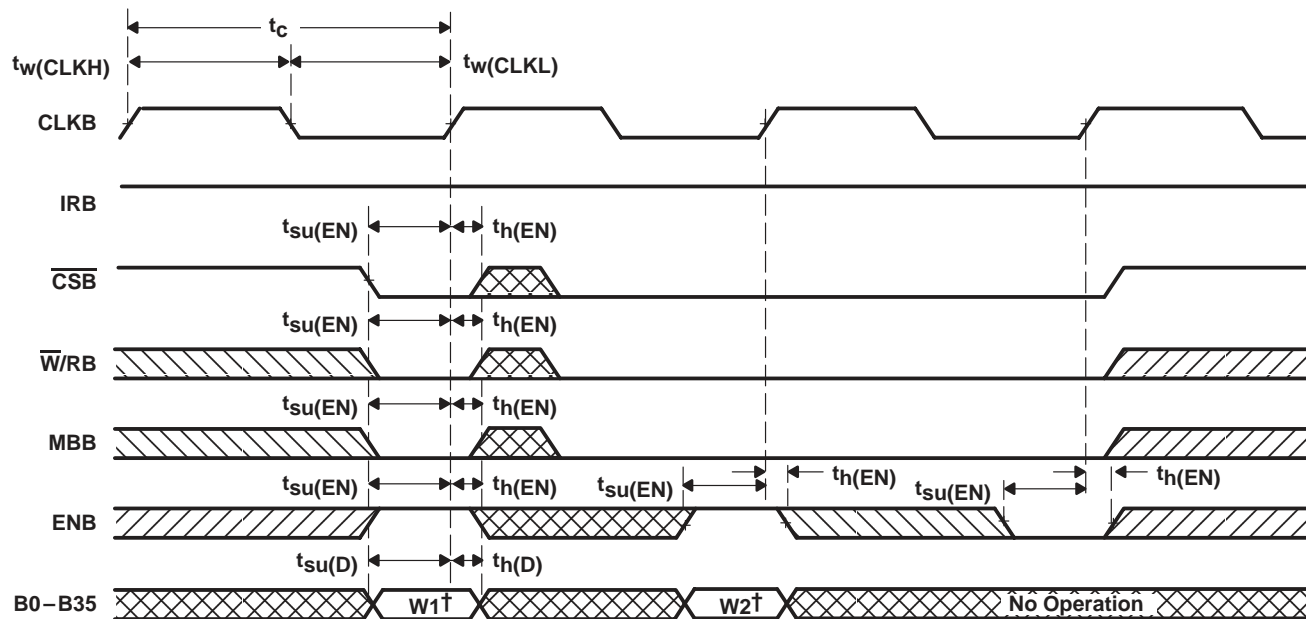 tc
tw(CLKH)
tw(CLKL)
CLKB
IRB
tsu(EN)
th(EN)
CSB
tsu(EN)
th(EN)
W/RB
tsu(EN)
th(EN)
MBB
tsu(EN)
th(EN)
tsu(EN)
th(EN)
tsu(EN)
th(EN)
ENB
tsu(D)
th(D)
B0–B35
W1†
W2†
No Operation